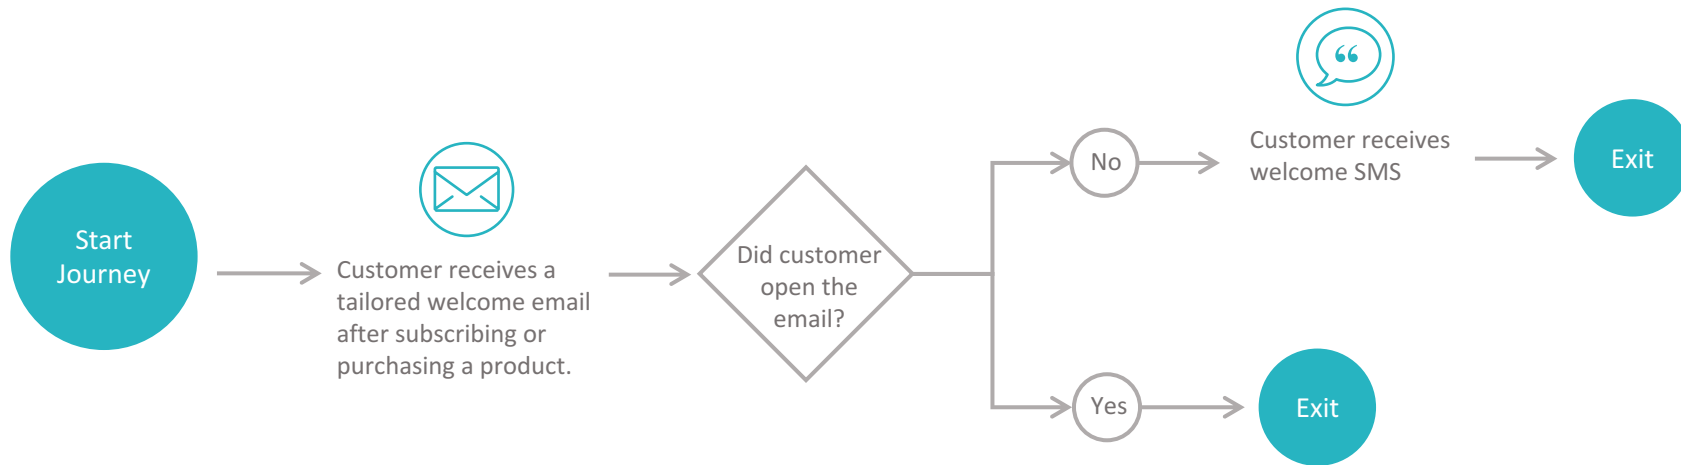 Start
Journey
Customer receives a
tailored welcome email
after subscribing or
purchasing a product.
Did customer
open the
email?
No
“
Customer receives
welcome SMS
Exit
Yes
Exit